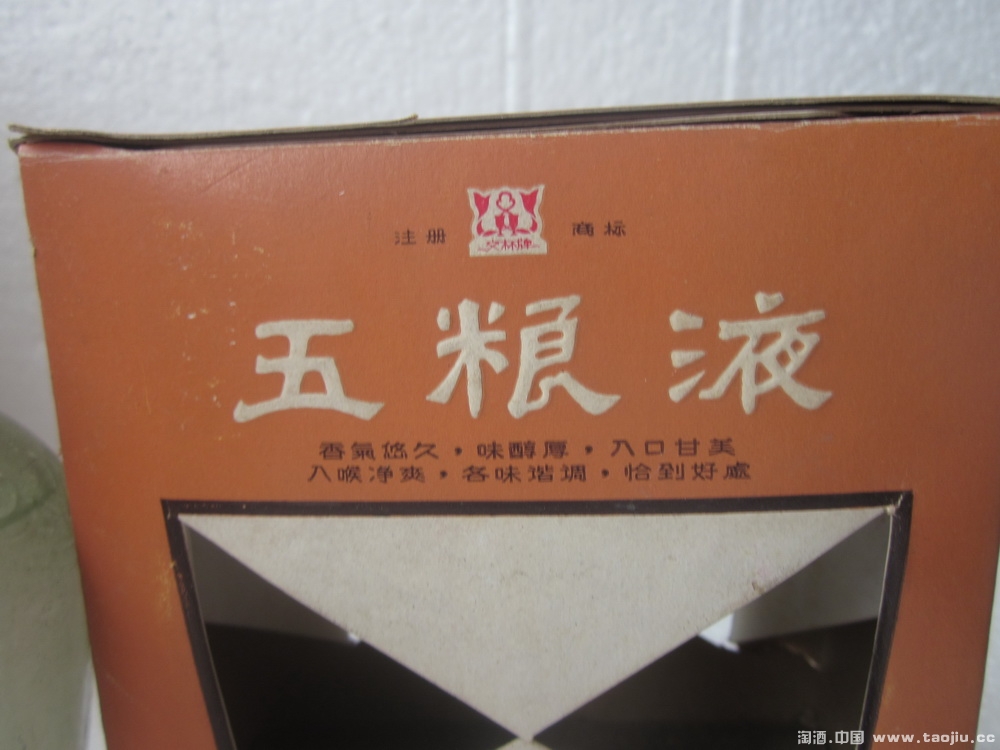 注册 商标
交杯牌
五粮液
香氣悠久，味醇厚，入口甘美
入喉净爽，各味谐调，恰到好處
淘酒.中国 www.taojiu.cc